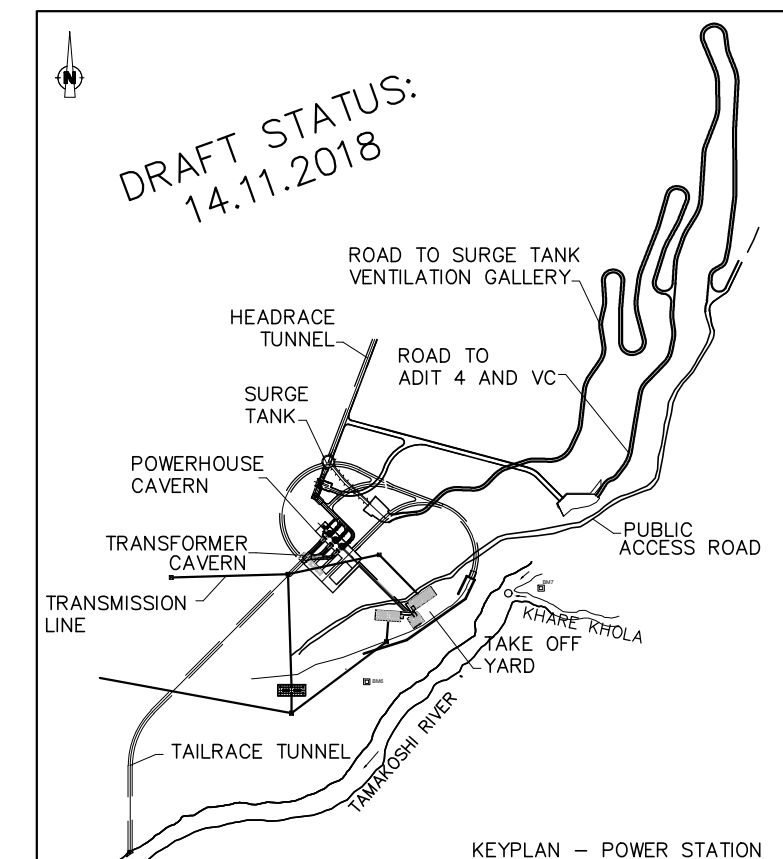 N
DRAFT STATUS:
14.11.2018
ROAD TO SURGE TANK
VENTILATION GALLERY
HEADRACE
TUNNEL
ROAD TO
ADIT 4 AND VC
SURGE
TANK
POWERHOUSE
CAVERN
TRANSFORMER
CAVERN
PUBLIC
ACCESS ROAD
TRANSMISSION
LINE
BM7
KHARE KHOLA
TAKE OFF
YARD
BM6
TAMAKOSHI RIVER
TAILRACE TUNNEL
KEYPLAN – POWER STATION